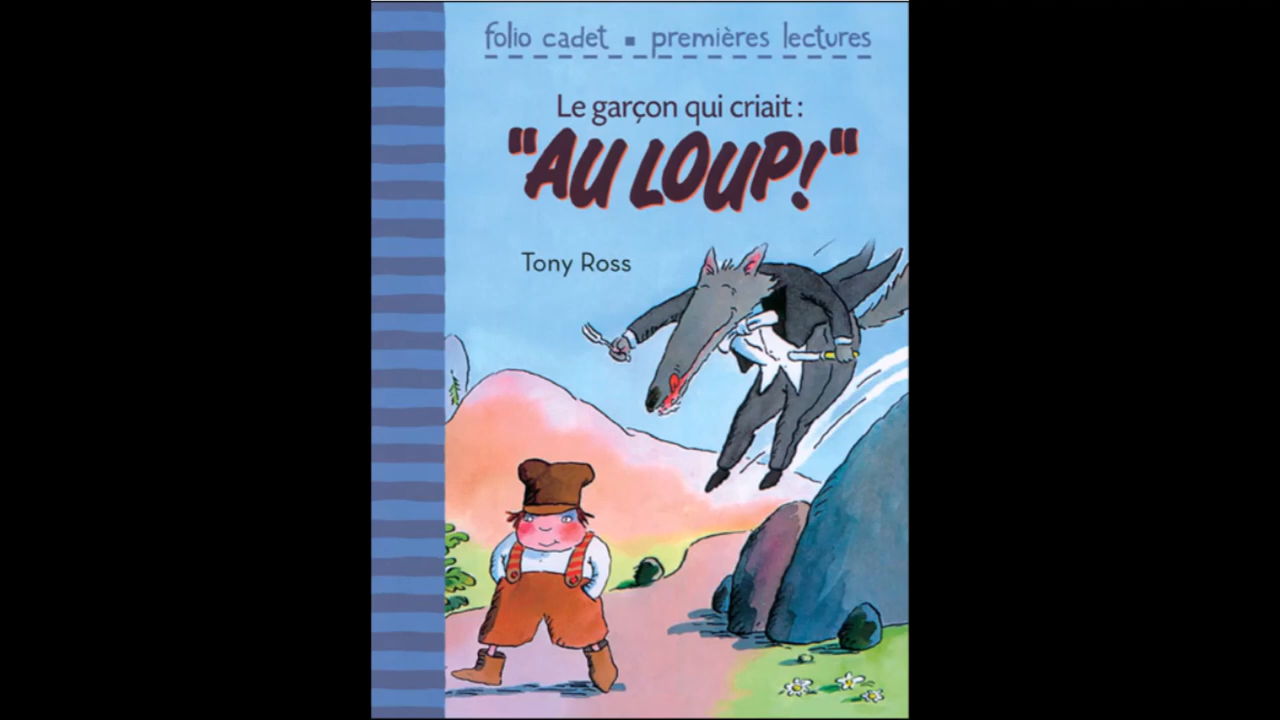 folio cadet ▪ premières lectures
Le garçon qui criait :
"AU LOUP!"
Tony Ross